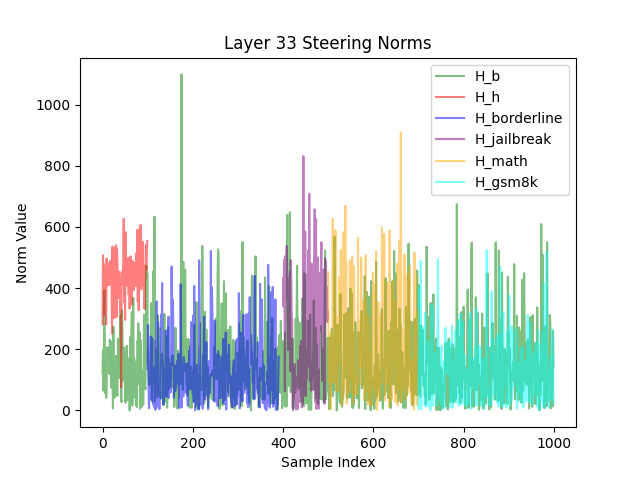 Layer 33 Steering Norms
H_b
H_h
H_borderline
H_jailbreak
H_math
H_gsm8k
Norm Value
1000
800
600
400
200
0
0 200 400 600 800 1000
Sample Index